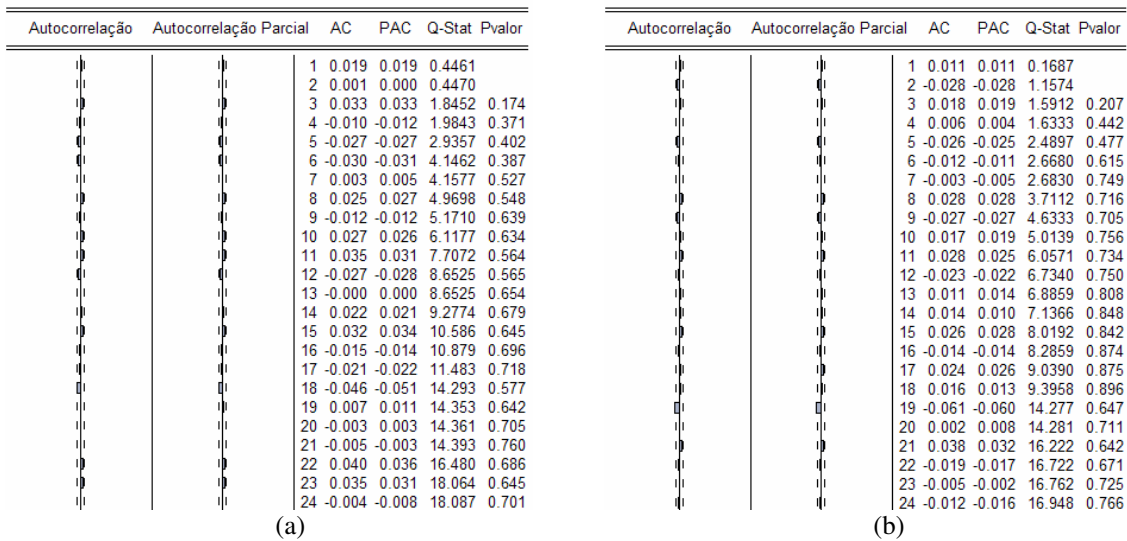 Autocorrelação Autocorrelação Parcial AC PAC Q-Stat Pvalor
1 0.019 0.019 0.4461
2 0.001 0.000 0.4470
3 0.033 0.033 1.8452 0.174
4 -0.010 -0.012 1.9843 0.371
5 -0.027 -0.027 2.9357 0.402
6 -0.030 -0.031 4.1462 0.387
7 0.003 0.005 4.1577 0.527
8 0.025 0.027 4.9698 0.548
9 -0.012 -0.012 5.1710 0.639
10 0.027 0.026 6.1177 0.634
11 0.035 0.031 7.7072 0.564
12 -0.027 -0.028 8.6525 0.565
13 -0.000 0.000 8.6525 0.654
14 0.022 0.021 9.2774 0.679
15 0.032 0.034 10.586 0.645
16 -0.015 -0.014 10.879 0.696
17 -0.021 -0.022 11.483 0.718
18 -0.046 -0.051 14.293 0.577
19 0.007 0.011 14.353 0.642
20 -0.003 0.003 14.361 0.705
21 -0.005 -0.003 14.393 0.760
22 0.040 0.036 16.480 0.686
23 0.035 0.031 18.064 0.645
24 -0.004 -0.008 18.087 0.701
(a)
Autocorrelação Autocorrelação Parcial AC PAC Q-Stat Pvalor
1 0.011 0.011 0.1687
2 -0.028 -0.028 1.1574
3 0.018 0.019 1.5912 0.207
4 0.006 0.004 1.6333 0.442
5 -0.026 -0.025 2.4897 0.477
6 -0.012 -0.011 2.6680 0.615
7 -0.003 -0.005 2.6830 0.749
8 0.028 0.028 3.7112 0.716
9 -0.027 -0.027 4.6333 0.705
10 0.017 0.019 5.0139 0.756
11 0.028 0.025 6.0571 0.734
12 -0.023 -0.022 6.7340 0.750
13 0.011 0.014 6.8859 0.808
14 0.014 0.010 7.1366 0.848
15 0.026 0.028 8.0192 0.842
16 -0.014 -0.014 8.2859 0.874
17 0.024 0.026 9.0390 0.875
18 0.016 0.013 9.3958 0.896
19 -0.061 -0.060 14.277 0.647
20 0.002 0.008 14.281 0.711
21 0.038 0.032 16.222 0.642
22 -0.019 -0.017 16.722 0.671
23 -0.005 -0.002 16.762 0.725
24 -0.012 -0.016 16.948 0.766
(b)